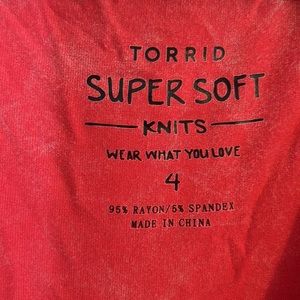 TORRID
SUPER SOFT
KNITS
WEAR WHAT YOU LOVE
4
95% RAYON/5% SPANDEX
MADE IN CHINA